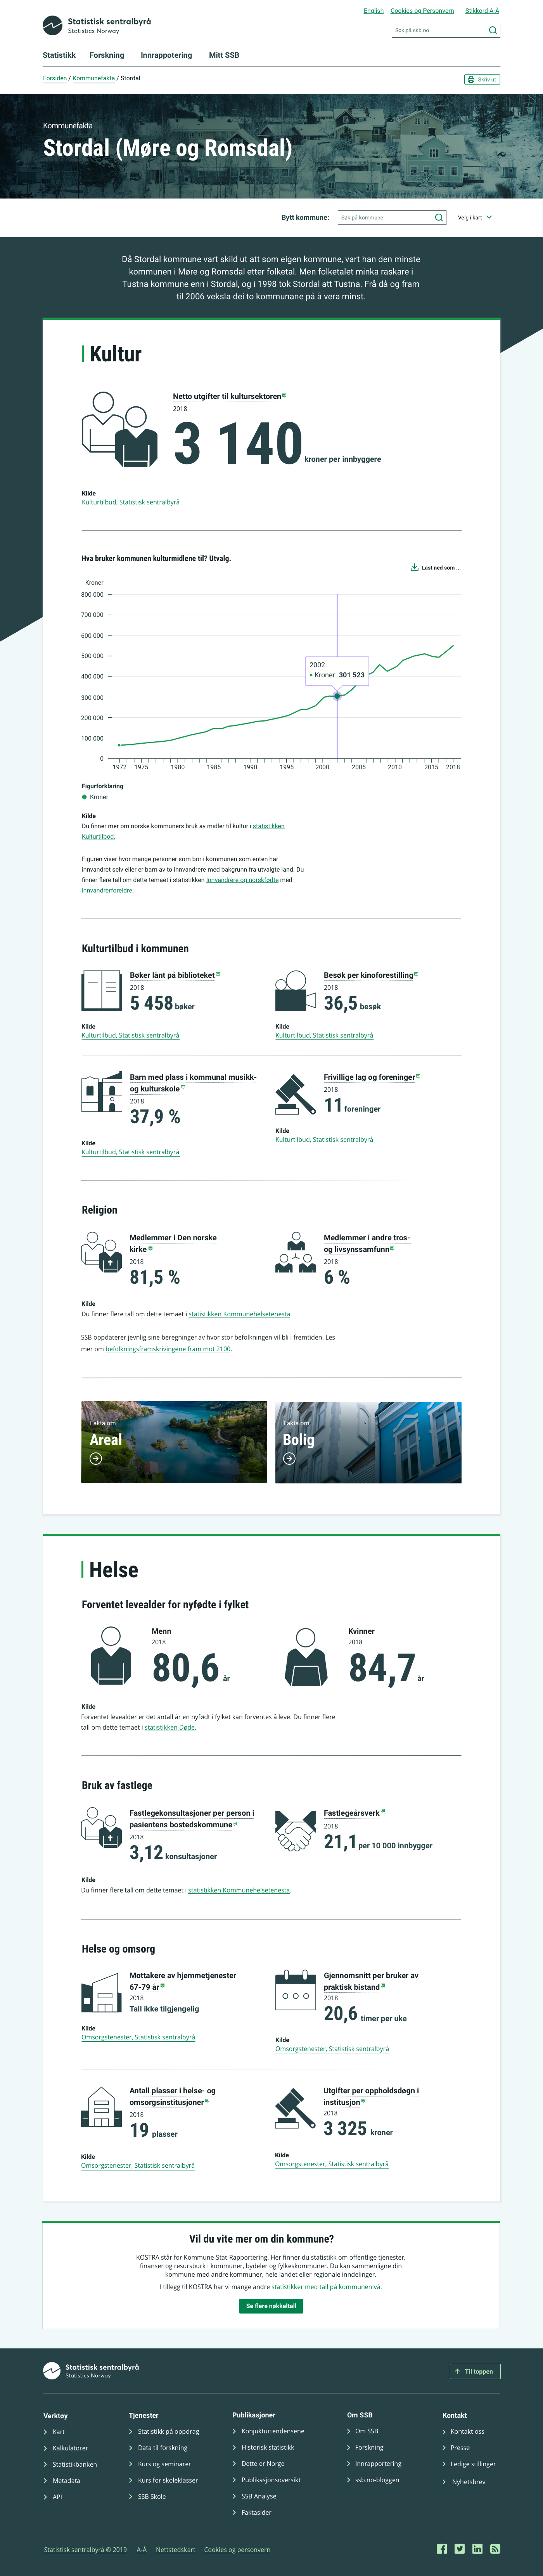 English Cookies og Personvern Stikkord A-Å
Statistisk sentralbyrå
Statistics Norway
Søk på ssb.no
Statistikk Forskning Innrappotering Mitt SSB
Forsiden / Kommunefakta / Stordal
Skriv ut
Kommunefakta
Stordal (Møre og Romsdal)
Bytt kommune: Søk på kommune Velg i kart
Då Stordal kommune vart skild ut att som eigen kommune, vart han den minste
kommunen i Møre og Romsdal etter folketal. Men folketalet minka raskare i
Tustna kommune enn i Stordal, og i 1998 tok Stordal att Tustna. Frå då og fram
til 2006 veksla dei to kommunane på å vera minst.
Kultur
Netto utgifter til kultursektoren
2018
3 140 kroner per innbyggere
Kilde
Kulturtilbud, Statistisk sentralbyrå
Hva bruker kommunen kulturmidlene til? Utvalg.
Last ned som ...
Kroner
800 000
700 000
600 000
500 000
400 000
300 000
200 000
100 000
0
2002
Kroner: 301 523
1972 1975 1980 1985 1990 1995 2000 2005 2010 2015 2018
Figurforklaring
Kroner
Kilde
Du finner mer om norske kommuners bruk av midler til kultur i statistikken
Kulturtilbod.
Figuren viser hvor mange personer som bor i kommunen som enten har
innvandret selv eller er barn av to innvandrere med bakgrunn fra utvalgte land. Du
finner flere tall om dette temaet i statistikken Innvandrere og norskfødte med
innvandrerforeldre.
Kulturtilbud i kommunen
Bøker lånt på biblioteket
2018
5 458 bøker
Kilde
Kulturtilbud, Statistisk sentralbyrå
Besøk per kinoforestilling
2018
36,5 besøk
Kilde
Kulturtilbud, Statistisk sentralbyrå
Barn med plass i kommunal musikk-
og kulturskole
2018
37,9 %
Kilde
Kulturtilbud, Statistisk sentralbyrå
Frivillige lag og foreninger
2018
11 foreninger
Kilde
Kulturtilbud, Statistisk sentralbyrå
Religion
Medlemmer i Den norske
kirke
2018
81,5 %
Medlemmer i andre tros-
og livsynssamfunn
2018
6 %
Kilde
Du finner flere tall om dette temaet i statistikken Kommunehelsetenesta.
SSB oppdaterer jevnlig sine beregninger av hvor stor befolkningen vil bli i fremtiden. Les
mer om befolkningsframskrivingene fram mot 2100.
Fakta om
Areal
Fakta om
Bolig
Helse
Forventet levealder for nyfødte i fylket
Menn
2018
80,6 år
Kvinner
2018
84,7 år
Kilde
Forventet levealder er det antall år en nyfødt i fylket kan forventes å leve. Du finner flere
tall om dette temaet i statistikken Døde.
Bruk av fastlege
Fastlegekonsultasjoner per person i
pasientens bostedskommune
2018
3,12 konsultasjoner
Fastlegeårsverk
2018
21,1 per 10 000 innbygger
Kilde
Du finner flere tall om dette temaet i statistikken Kommunehelsetenesta.
Helse og omsorg
Mottakere av hjemmetjenester
67-79 år
2018
Tall ikke tilgjengelig
Kilde
Omsorgstenester, Statistisk sentralbyrå
Gjennomsnitt per bruker av
praktisk bistand
2018
20,6 timer per uke
Kilde
Omsorgstenester, Statistisk sentralbyrå
Antall plasser i helse- og
omsorgsinstitusjoner
2018
19 plasser
Kilde
Omsorgstenester, Statistisk sentralbyrå
Utgifter per oppholdsdøgn i
institusjon
2018
3 325 kroner
Kilde
Omsorgstenester, Statistisk sentralbyrå
Vil du vite mer om din kommune?
KOSTRA står for Kommune-Stat-Rapportering. Her finner du statistikk om offentlige tjenester,
finanser og resursburk i kommuner, bydeler og fylkeskommuner. Du kan sammenligne din
kommune med andre kommuner, hele landet eller regionale inndelinger.
I tillegg til KOSTRA har vi mange andre statistikker med tall på kommunenivå.
Se flere nøkkeltall
Statistisk sentralbyrå
Statistics Norway
Til toppen
Verktøy
Kart
Kalkulatorer
Statistikbanken
Metadata
API
Tjenester
Statistikk på oppdrag
Data til forskning
Kurs og seminarer
Kurs for skoleklasser
SSB Skole
Publikasjoner
Konjukturtendensene
Historisk statistikk
Dette er Norge
Publikasjonsoversikt
SSB Analyse
Faktasider
Om SSB
Om SSB
Forskning
Innrapportering
ssb.no-bloggen
Kontakt
Kontakt oss
Presse
Ledige stillinger
Nyhetsbrev
Statistisk sentralbyrå © 2019 A-Å Nettstedskart Cookies og personvern